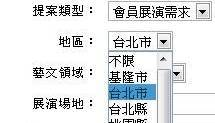 提案類型： 會員展演需求
地區： 台北市
不限
藝文領域： 基隆市
台北市
展演場地： 台北縣